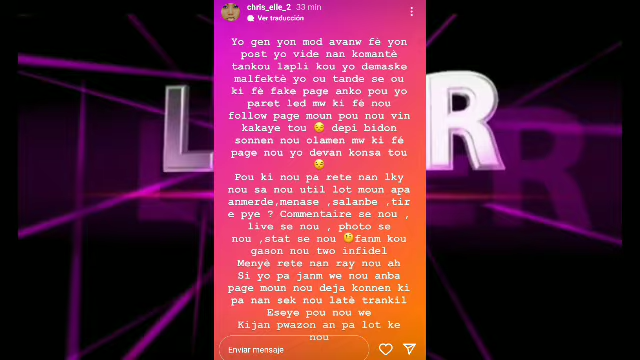 chris_elle_2 33 min
Ver traducción
Yo gen yon mod avanw fè yon
post yo vide nan komantè
tankou lapli kou yo demaske
malfektè yo ou tande se ou
ki fè fake page anko pou yo
paret led mw ki fè nou
follow page moun pou nou vin
kakaye tou 😔 depi bidon
sonnen nou olamen mw ki fè
page nou yo devan konsa tou
😔
Pou ki nou pa rete nan lky
nou sa nou util lot moun apa
anmerde,menase ,salanbe ,tir
e pye ? Commentaire se nou ,
live se nou , photo se
nou ,stat se nou 🤨fanm kou
gason nou two infidel
Menyè rete nan ray nou ah
Si yo pa janm we nou anba
page moun nou deja konnen ki
pa nan sek nou latè trankil
Eseye pou nou we
Kijan pwazon an pa lot ke
nou
Enviar mensaje
L
R